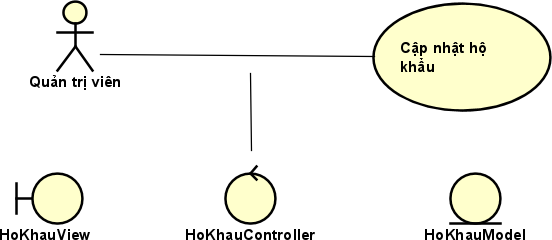 Cập nhật hộ
khẩu
Quản trị viên
HoKhauView
HoKhauController
HoKhauModel